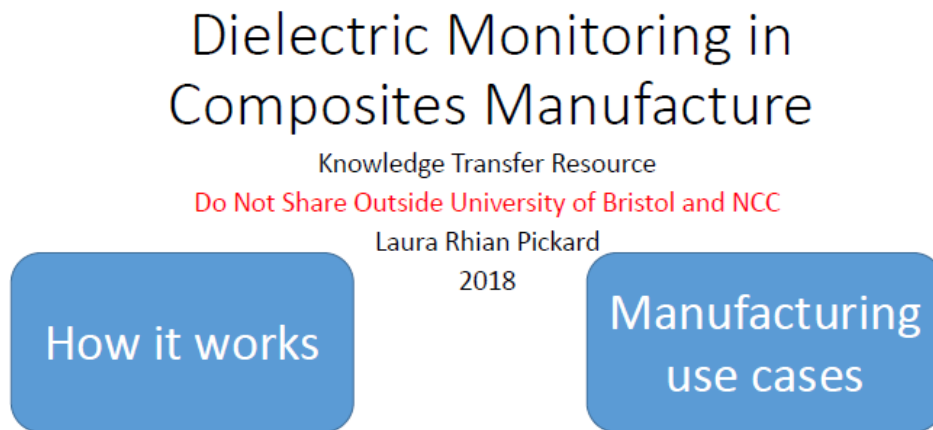 Dielectric Monitoring in
Composites Manufacture
Knowledge Transfer Resource
Do Not Share Outside University of Bristol and NCC
Laura Rhian Pickard
2018
How it works
Manufacturing
use cases